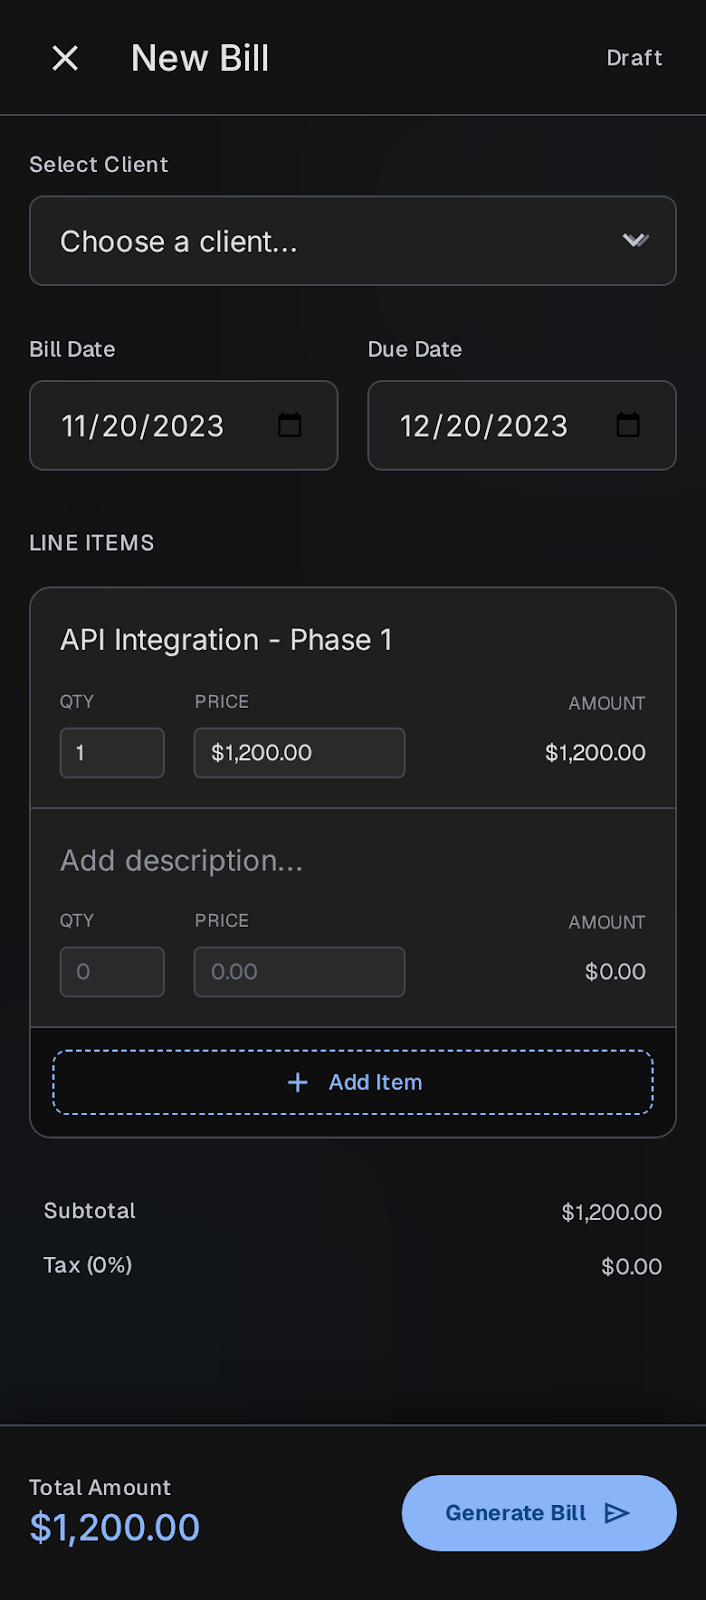 New Bill
Draft
Select Client
Choose a client...
Bill Date
Due Date
11/20/2023
12/20/2023
LINE ITEMS
API Integration - Phase 1
QTY PRICE AMOUNT
1 $1,200.00 $1,200.00
Add description...
QTY PRICE AMOUNT
0 0.00 $0.00
Add Item
Subtotal $1,200.00
Tax (0%) $0.00
Total Amount
$1,200.00
Generate Bill